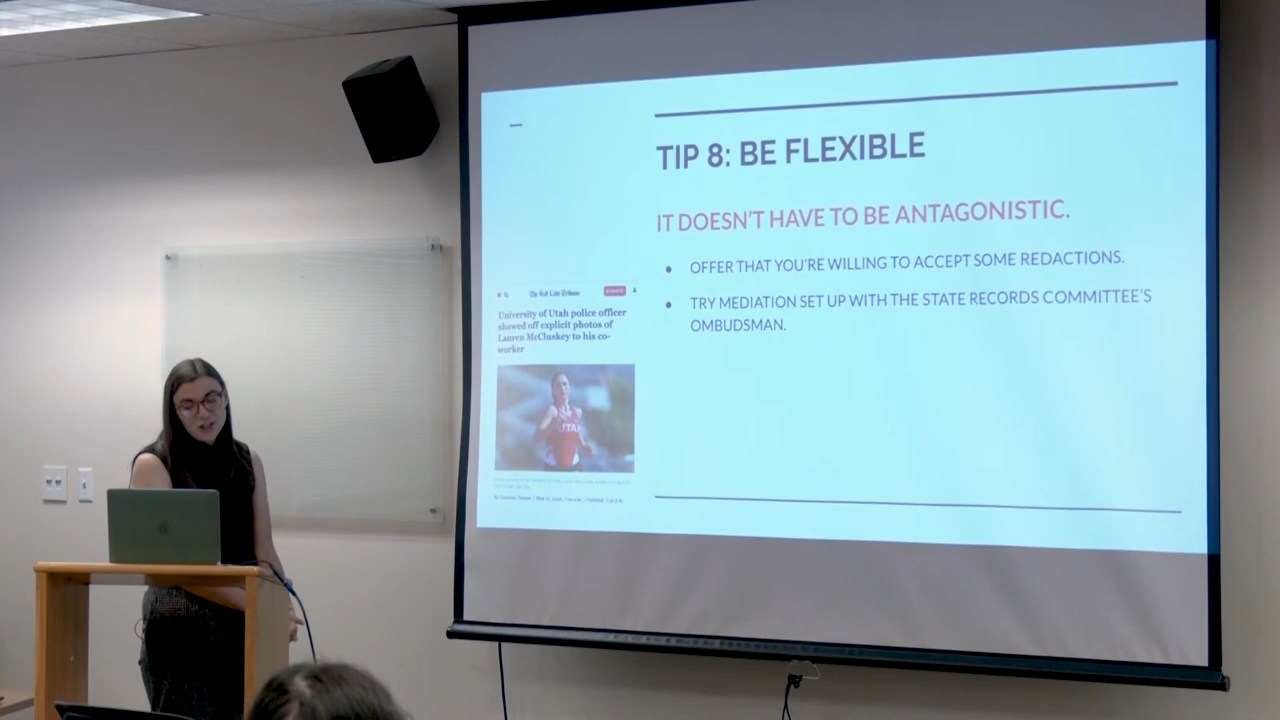 TIP 8: BE FLEXIBLE
IT DOESN'T HAVE TO BE ANTAGONISTIC.
• OFFER THAT YOU'RE WILLING TO ACCEPT SOME REDACTIONS.
• TRY MEDIATION SET UP WITH THE STATE RECORDS COMMITTEE'S
OMBUDSMAN.
The Salt Lake Tribune
DONATE
University of Utah police officer
showed off explicit photos of
Lauren McCluskey to his co-
worker
UTAH